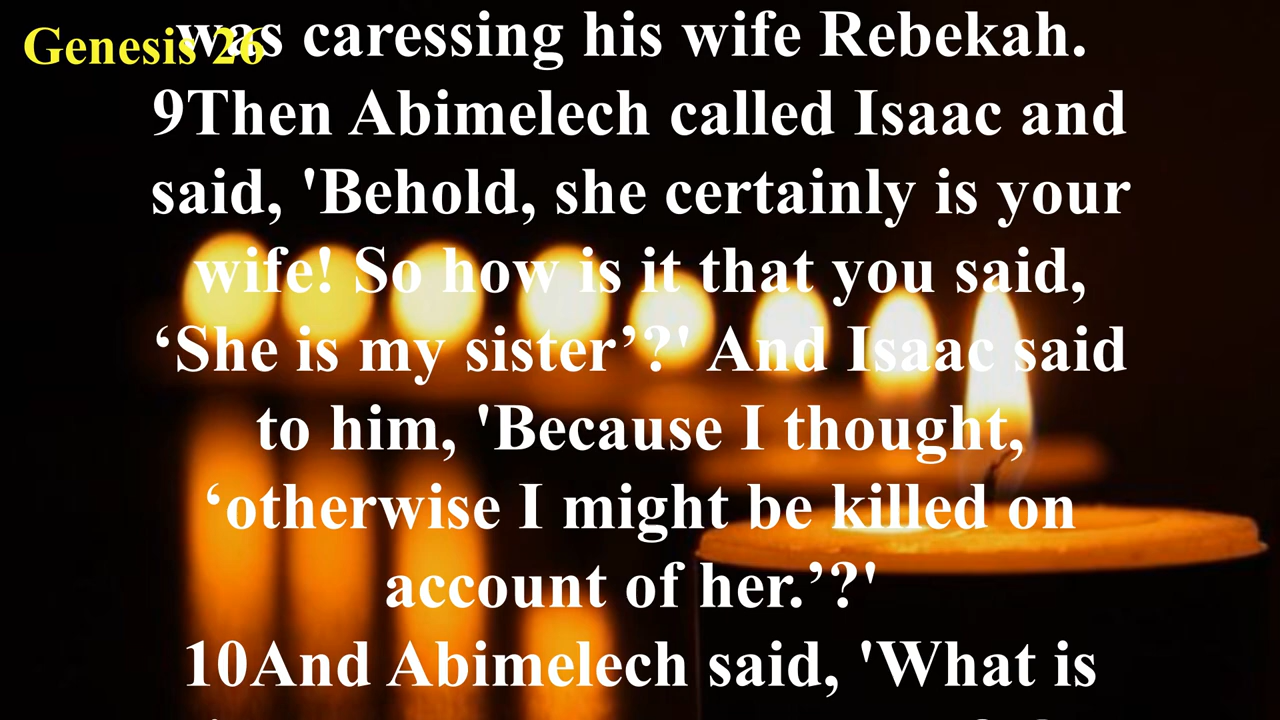 Genesis 26
was caressing his wife Rebekah.
9Then Abimelech called Isaac and
said, 'Behold, she certainly is your
wife! So how is it that you said,
‘She is my sister’?' And Isaac said
to him, 'Because I thought,
‘otherwise I might be killed on
account of her.’?'
10And Abimelech said, 'What is